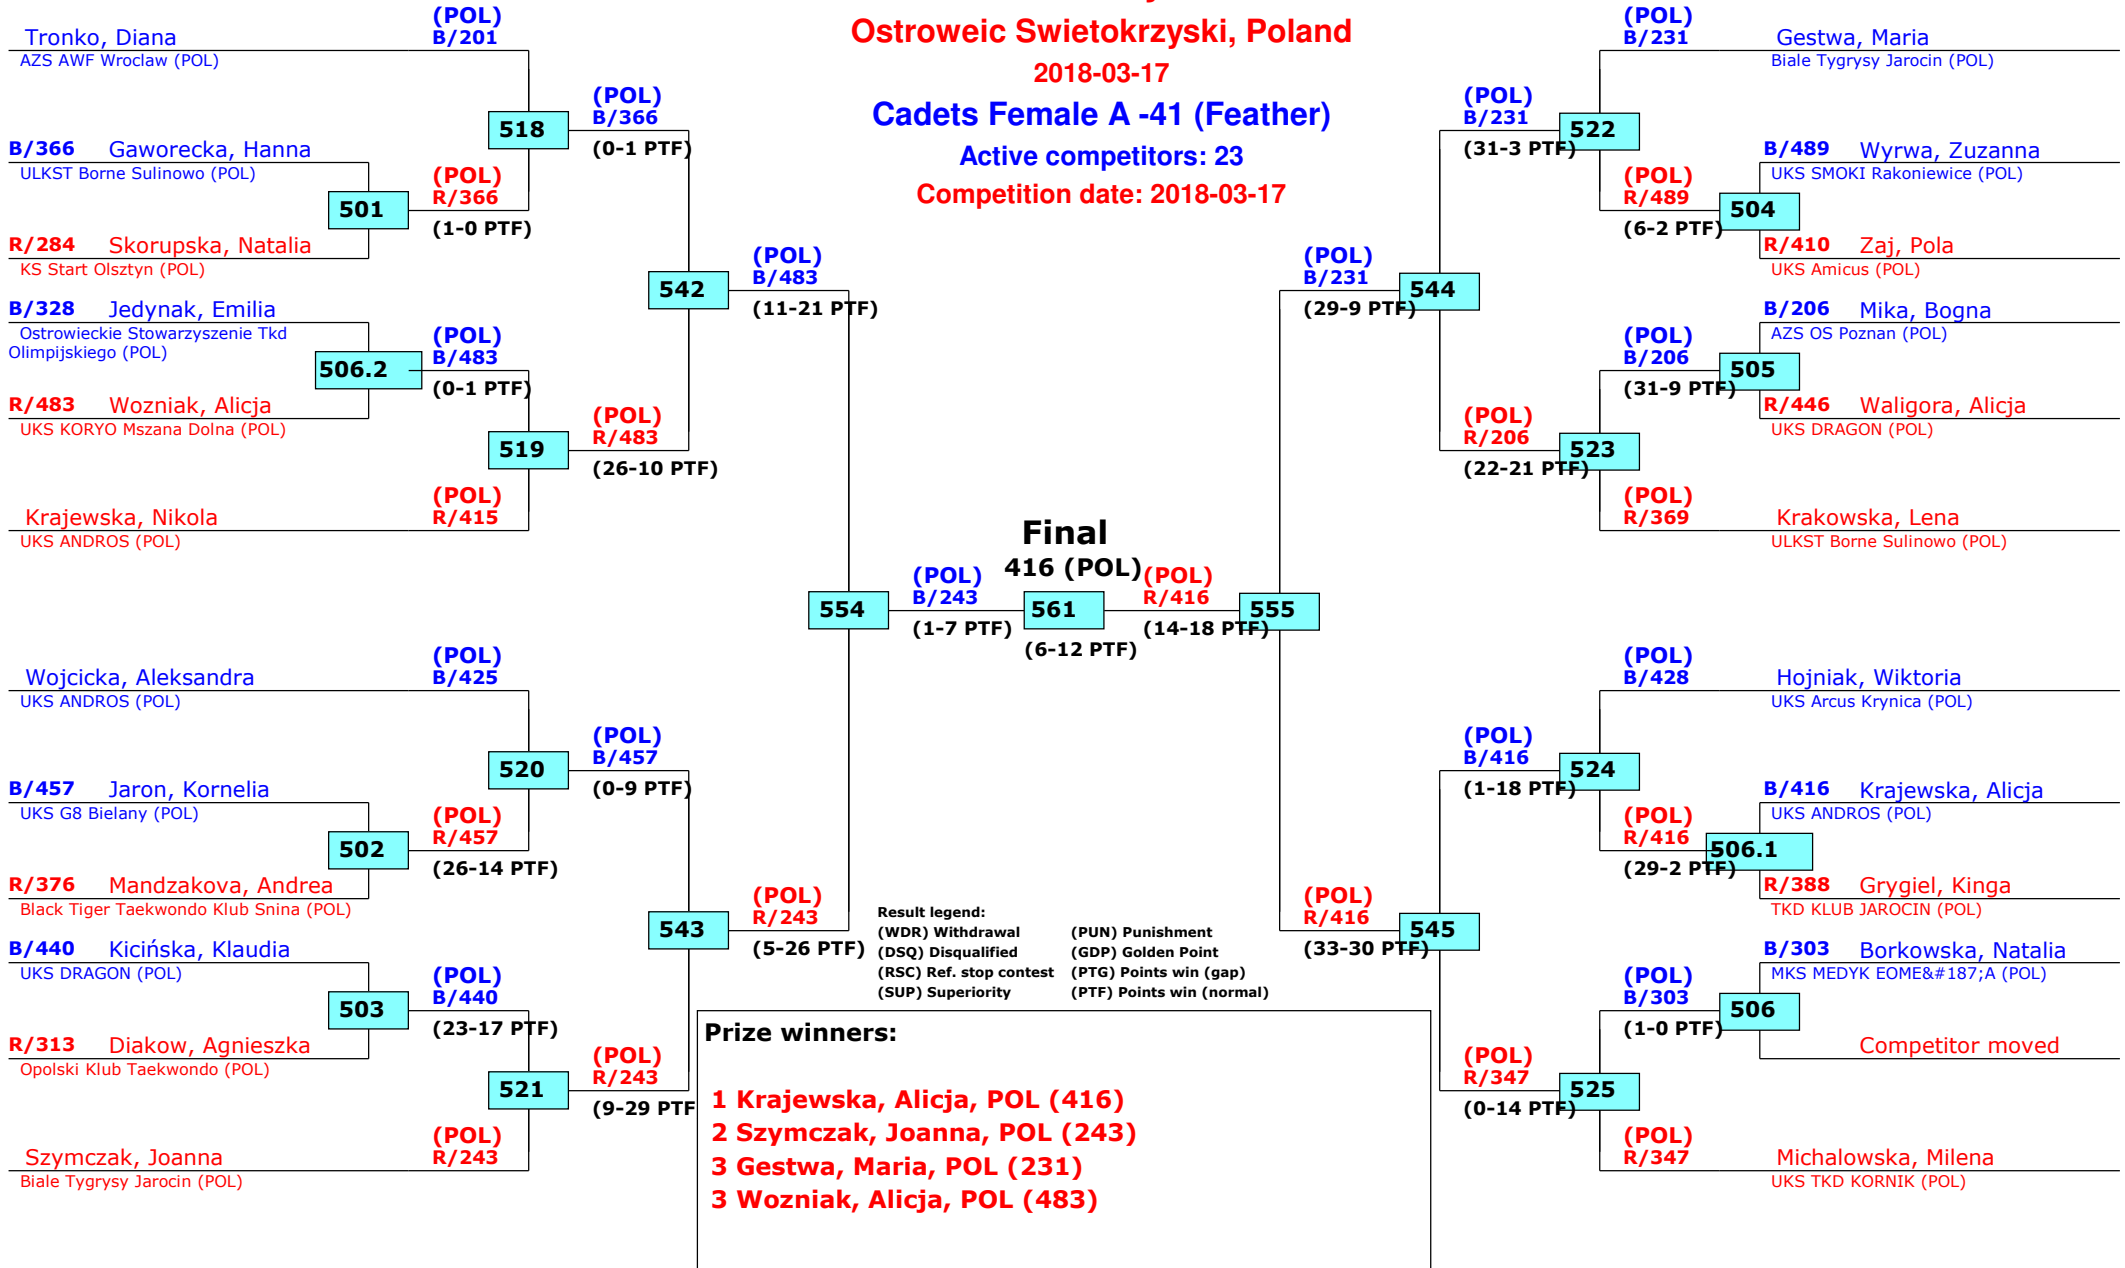 Ostroweic Swietokrzyski, Poland
2018-03-17
Cadets Female A -41 (Feather)
Active competitors: 23
Competition date: 2018-03-17
(POL)
B/201
Tronko, Diana
AZS AWF Wroclaw (POL)
518
(POL)
B/366
(0-1 PTF)
B/366 Gaworecka, Hanna
ULKST Borne Sulinowo (POL)
501
(POL)
R/366
(1-0 PTF)
R/284 Skorupska, Natalia
KS Start Olsztyn (POL)
542
(POL)
B/483
(11-21 PTF)
B/328 Jedynak, Emilia
Ostrowieckie Stowarzyszenie Tkd
Olimpijskiego (POL)
506.2
(POL)
B/483
(0-1 PTF)
R/483 Wozniak, Alicja
UKS KORYO Mszana Dolna (POL)
519
(POL)
R/483
(26-10 PTF)
(POL)
R/415
Krajewska, Nikola
UKS ANDROS (POL)
554
(POL)
B/243
(1-7 PTF)
Final
416 (POL)
561
(6-12 PTF)
(POL)
R/416
(14-18 PTF)
555
(POL)
B/425
Wojcicka, Aleksandra
UKS ANDROS (POL)
520
(POL)
B/457
(0-9 PTF)
B/457 Jaron, Kornelia
UKS G8 Bielany (POL)
502
(POL)
R/457
(26-14 PTF)
R/376 Mandzakova, Andrea
Black Tiger Taekwondo Klub Snina (POL)
543
(POL)
R/243
(5-26 PTF)
B/440 Kicińska, Klaudia
UKS DRAGON (POL)
503
(POL)
B/440
(23-17 PTF)
R/313 Diakow, Agnieszka
Opolski Klub Taekwondo (POL)
521
(POL)
R/243
(9-29 PTF
(POL)
R/243
Szymczak, Joanna
Biale Tygrysy Jarocin (POL)
(POL)
B/231
Gestwa, Maria
Biale Tygrysy Jarocin (POL)
(POL)
B/231
(31-3 PTF)
522
B/489 Wyrwa, Zuzanna
UKS SMOKI Rakoniewice (POL)
(POL)
R/489
(6-2 PTF)
504
R/410 Zaj, Pola
UKS Amicus (POL)
(POL)
B/231
(29-9 PTF)
544
B/206 Mika, Bogna
AZS OS Poznan (POL)
(POL)
B/206
(31-9 PTF)
505
R/446 Waligora, Alicja
UKS DRAGON (POL)
(POL)
R/206
(22-21 PTF)
523
(POL)
R/369
Krakowska, Lena
ULKST Borne Sulinowo (POL)
(POL)
B/428
Hojniak, Wiktoria
UKS Arcus Krynica (POL)
(POL)
B/416
(1-18 PTF)
524
B/416 Krajewska, Alicja
UKS ANDROS (POL)
(POL)
R/416
(29-2 PTF)
506.1
R/388 Grygiel, Kinga
TKD KLUB JAROCIN (POL)
(POL)
R/416
(33-30 PTF)
545
B/303 Borkowska, Natalia
MKS MEDYK EOME&#187;A (POL)
(POL)
B/303
(1-0 PTF)
506
Competitor moved
(POL)
R/347
(0-14 PTF)
525
(POL)
R/347
Michalowska, Milena
UKS TKD KORNIK (POL)
Result legend:
(WDR) Withdrawal (PUN) Punishment
(DSQ) Disqualified (GDP) Golden Point
(RSC) Ref. stop contest (PTG) Points win (gap)
(SUP) Superiority (PTF) Points win (normal)
Prize winners:
1 Krajewska, Alicja, POL (416)
2 Szymczak, Joanna, POL (243)
3 Gestwa, Maria, POL (231)
3 Wozniak, Alicja, POL (483)